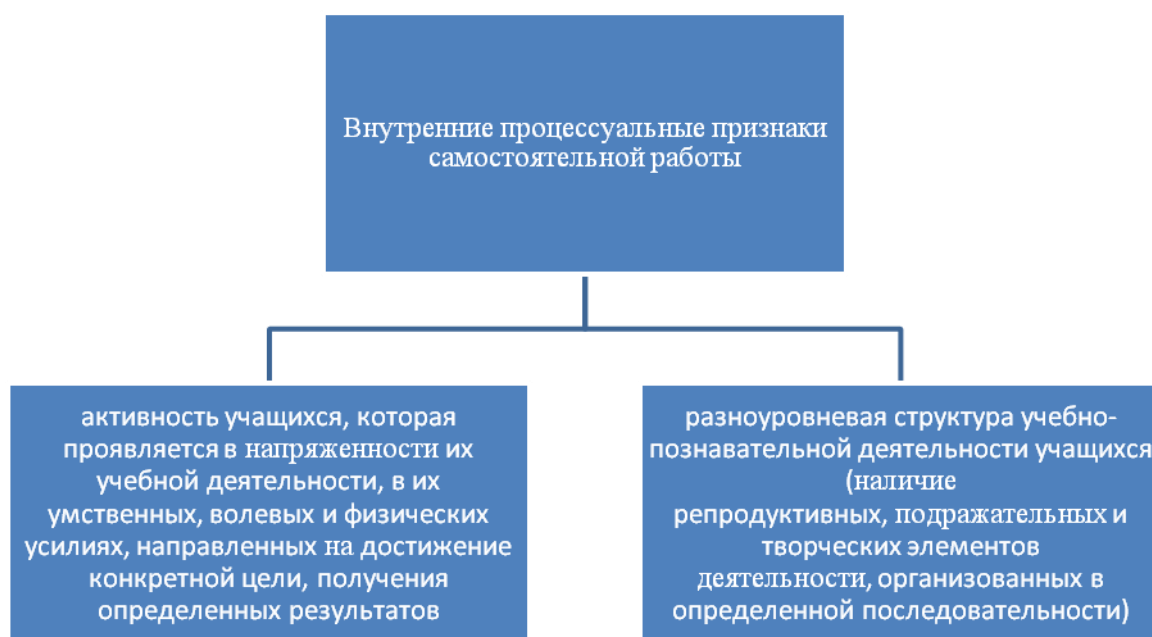 Внутренние процессуальные признаки
самостоятельной работы
активность учащихся, которая
проявляется в напряженности их
учебной деятельности, в их
умственных, волевых и физических
усилиях, направленных на достижение
конкретной цели, получения
определенных результатов
разноуровневая структура учебно-
познавательной деятельности учащихся
(наличие
репродуктивных, подражательных и
творческих элементов
деятельности, организованных в
определенной последовательности)